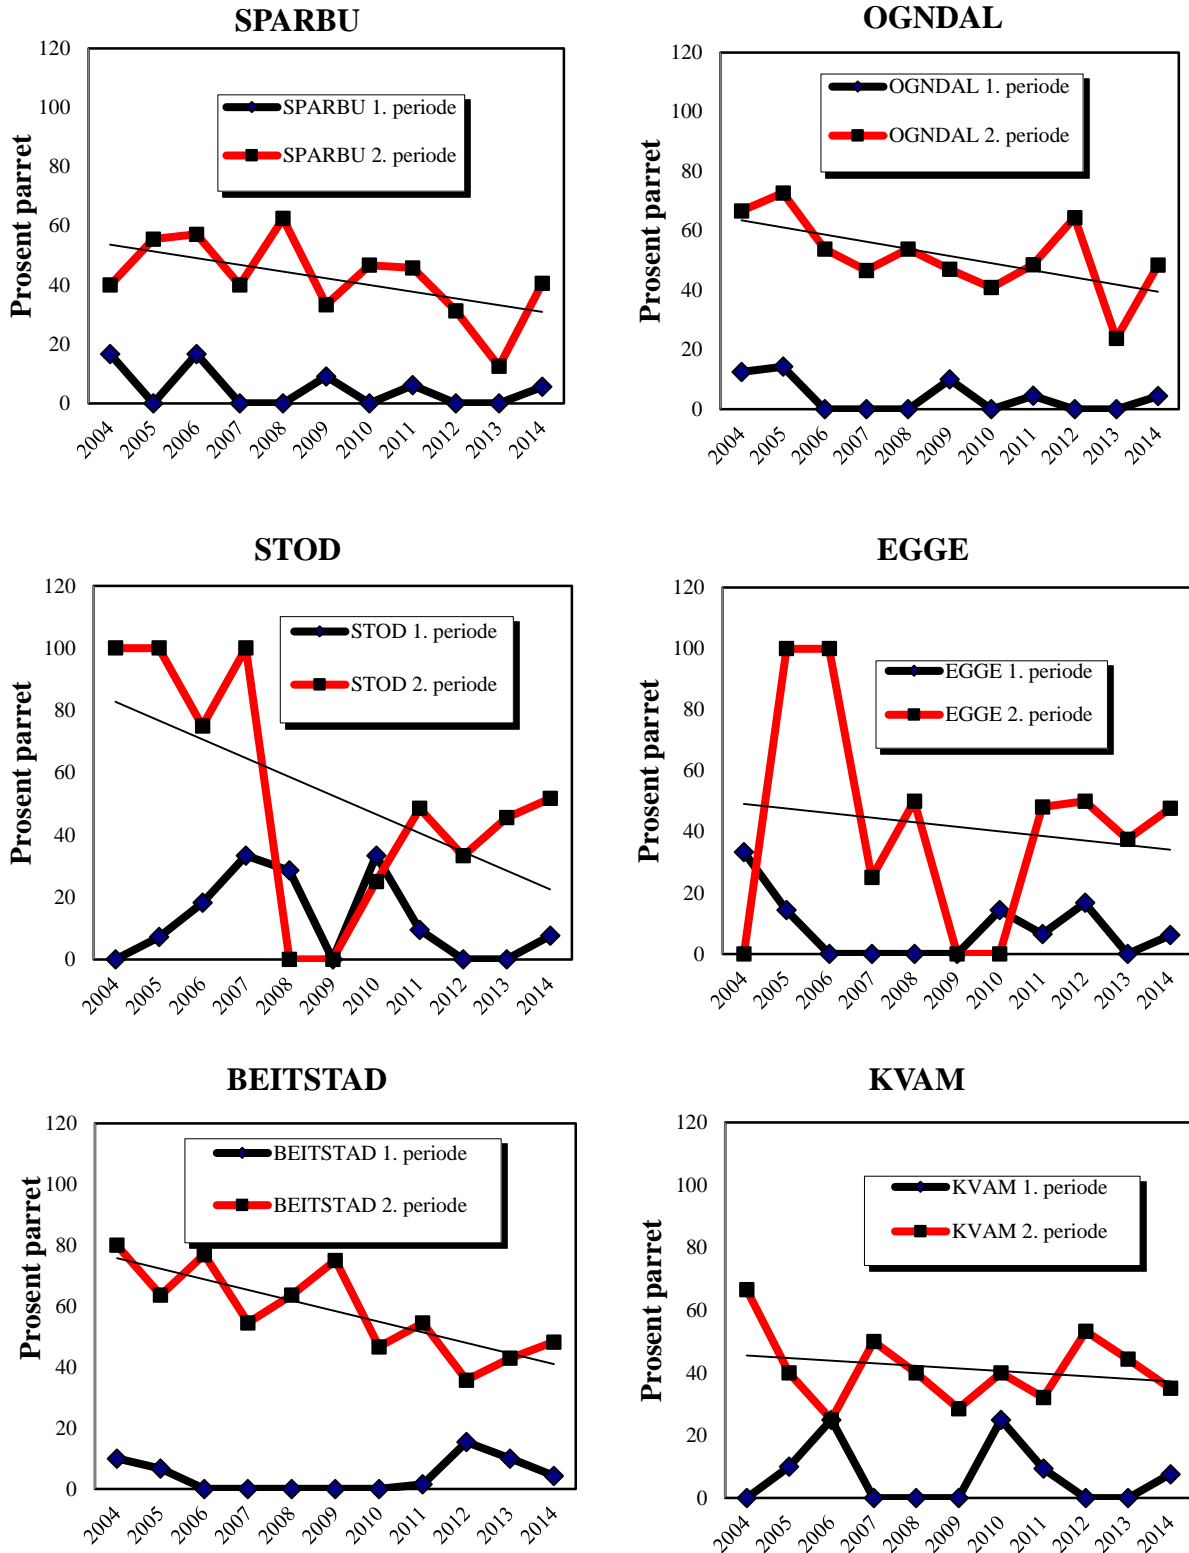 SPARBU
Prosent parret
120
100
80
60
40
20
0
SPARBU 1. periode
SPARBU 2. periode
2004 2005 2006 2007 2008 2009 2010 2011 2012 2013 2014
OGNDAL
Prosent parret
120
100
80
60
40
20
0
OGNDAL 1. periode
OGNDAL 2. periode
2004 2005 2006 2007 2008 2009 2010 2011 2012 2013 2014
STOD
Prosent parret
120
100
80
60
40
20
0
STOD 1. periode
STOD 2. periode
2004 2005 2006 2007 2008 2009 2010 2011 2012 2013 2014
EGGE
Prosent parret
120
100
80
60
40
20
0
EGGE 1. periode
EGGE 2. periode
2004 2005 2006 2007 2008 2009 2010 2011 2012 2013 2014
BEITSTAD
Prosent parret
120
100
80
60
40
20
0
BEITSTAD 1. periode
BEITSTAD 2. periode
2004 2005 2006 2007 2008 2009 2010 2011 2012 2013 2014
KVAM
Prosent parret
120
100
80
60
40
20
0
KVAM 1. periode
KVAM 2. periode
2004 2005 2006 2007 2008 2009 2010 2011 2012 2013 2014